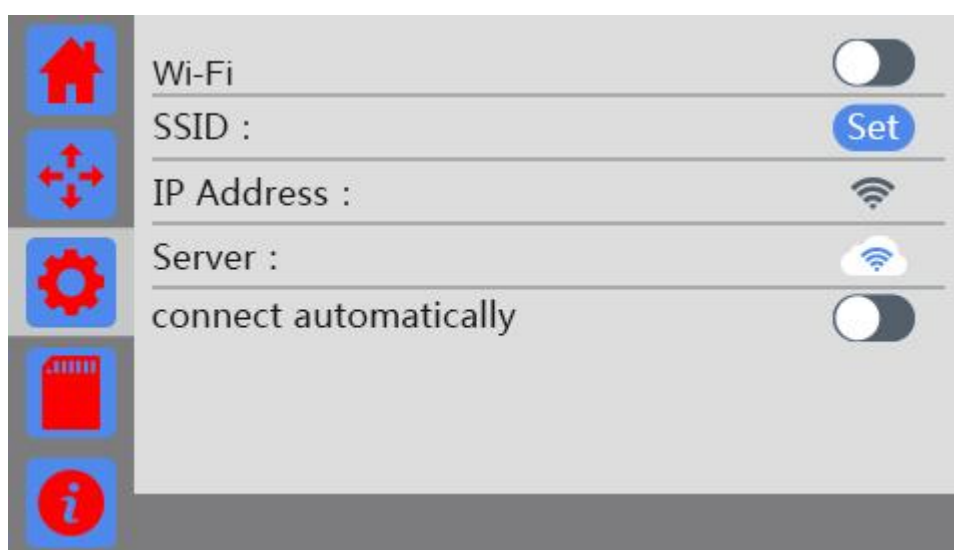 Wi-Fi
SSID :
Set
IP Address :
Server :
connect automatically
i